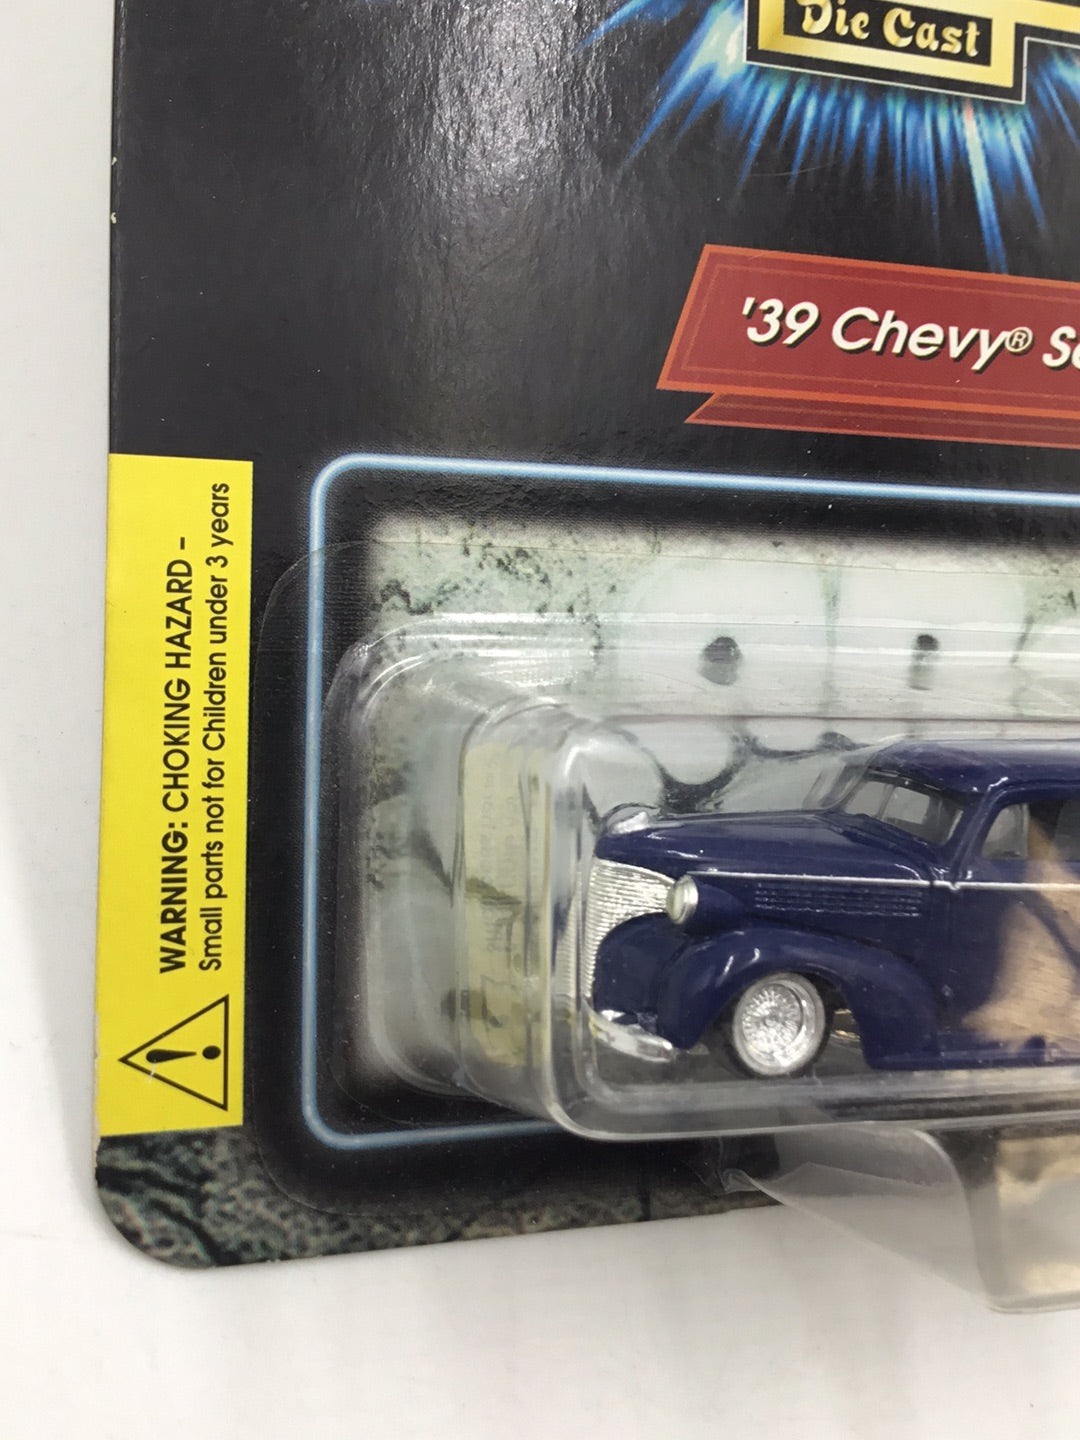 Die Cast
'39 Chevy® Se
WARNING: CHOKING HAZARD -
Small parts not for Children under 3 years